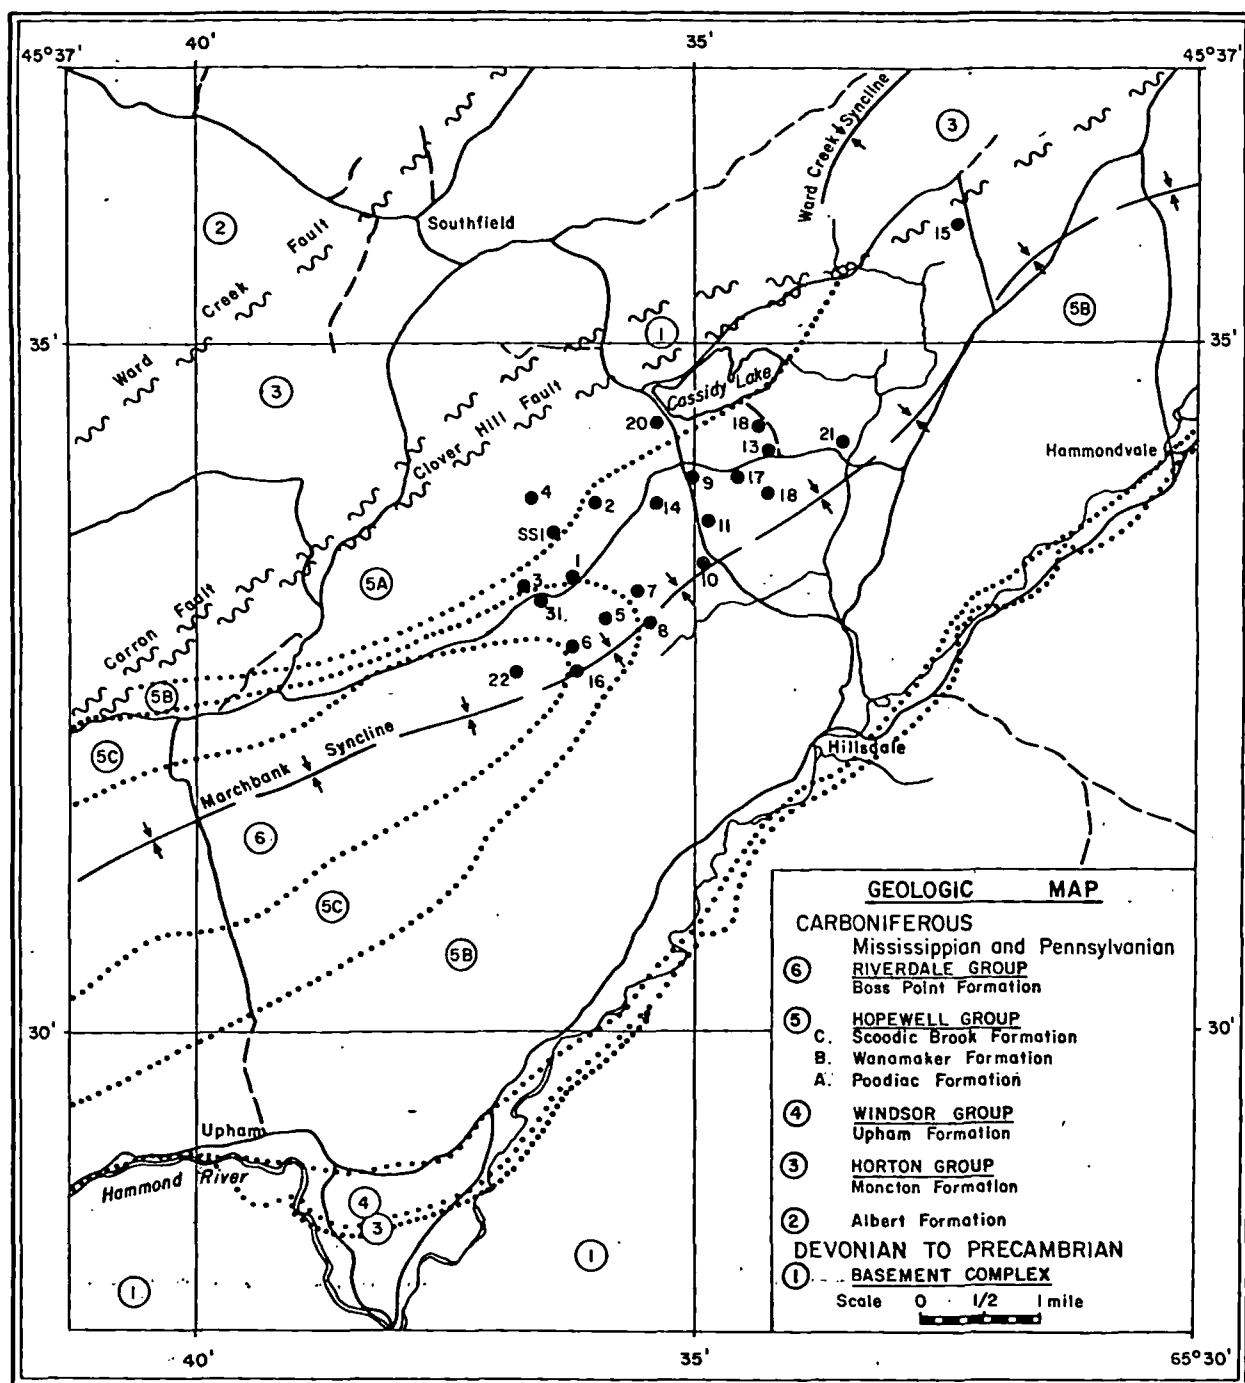 40' 35'
45°37' 45°37'
Ward Creek Syncline
3
2
Southfield
Ward Creek Fault
15
5B
35' 1 35'
Cassidy Lake
3
Clover Hill Fault
20 18 21
13
Hammondvale
4 2 14 9 17 18
SS1 11
5A 1 10
3 7
31 5 8
Carran Fault 6
22 16
5B
5C
Marchbank Syncline
Hillsdale
6
5C
5B
30' 30'
Upham
Hammond River
4
3
1
1
GEOLOGIC MAP
CARBONIFEROUS
Mississippian and Pennsylvanian
6 RIVERDALE GROUP
Boss Point Formation
5 HOPEWELL GROUP
C. Scoodic Brook Formation
B. Wanamaker Formation
A. Poodiac Formation
4 WINDSOR GROUP
Upham Formation
3 HORTON GROUP
Moncton Formation
2 Albert Formation
DEVONIAN TO PRECAMBRIAN
1 BASEMENT COMPLEX
Scale 0 1/2 1 mile
40' 35' 65°30'